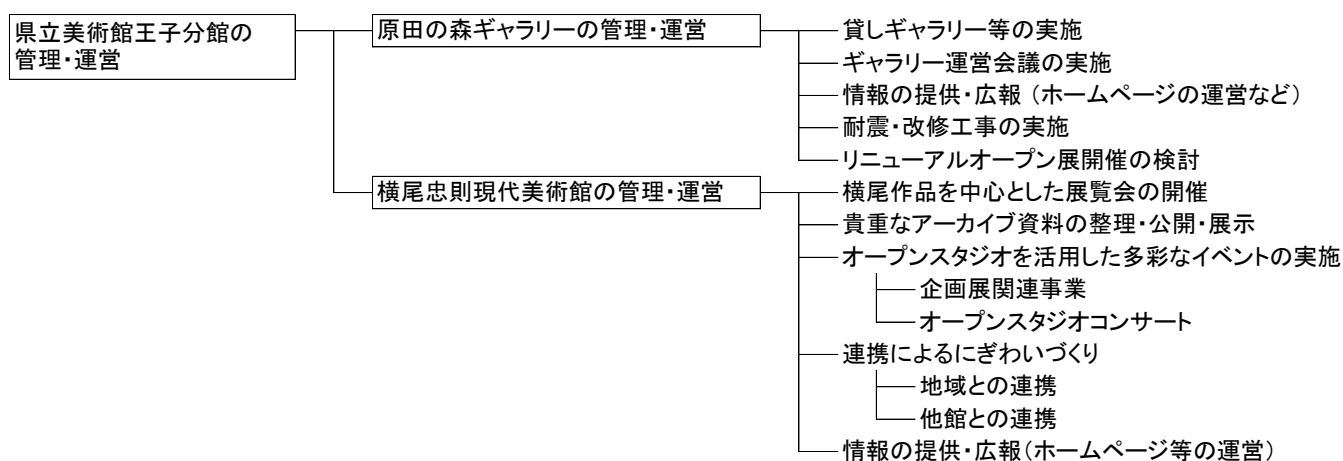 県立美術館王子分館の
管理・運営
原田の森ギャラリーの管理・運営
貸しギャラリー等の実施
ギャラリー運営会議の実施
情報の提供・広報 （ホームページの運営など）
耐震・改修工事の実施
リニューアルオープン展開催の検討
横尾忠則現代美術館の管理・運営
横尾作品を中心とした展覧会の開催
貴重なアーカイブ資料の整理・公開・展示
オープンスタジオを活用した多彩なイベントの実施
企画展関連事業
オープンスタジオコンサート
連携によるにぎわいづくり
地域との連携
他館との連携
情報の提供・広報（ホームページ等の運営）